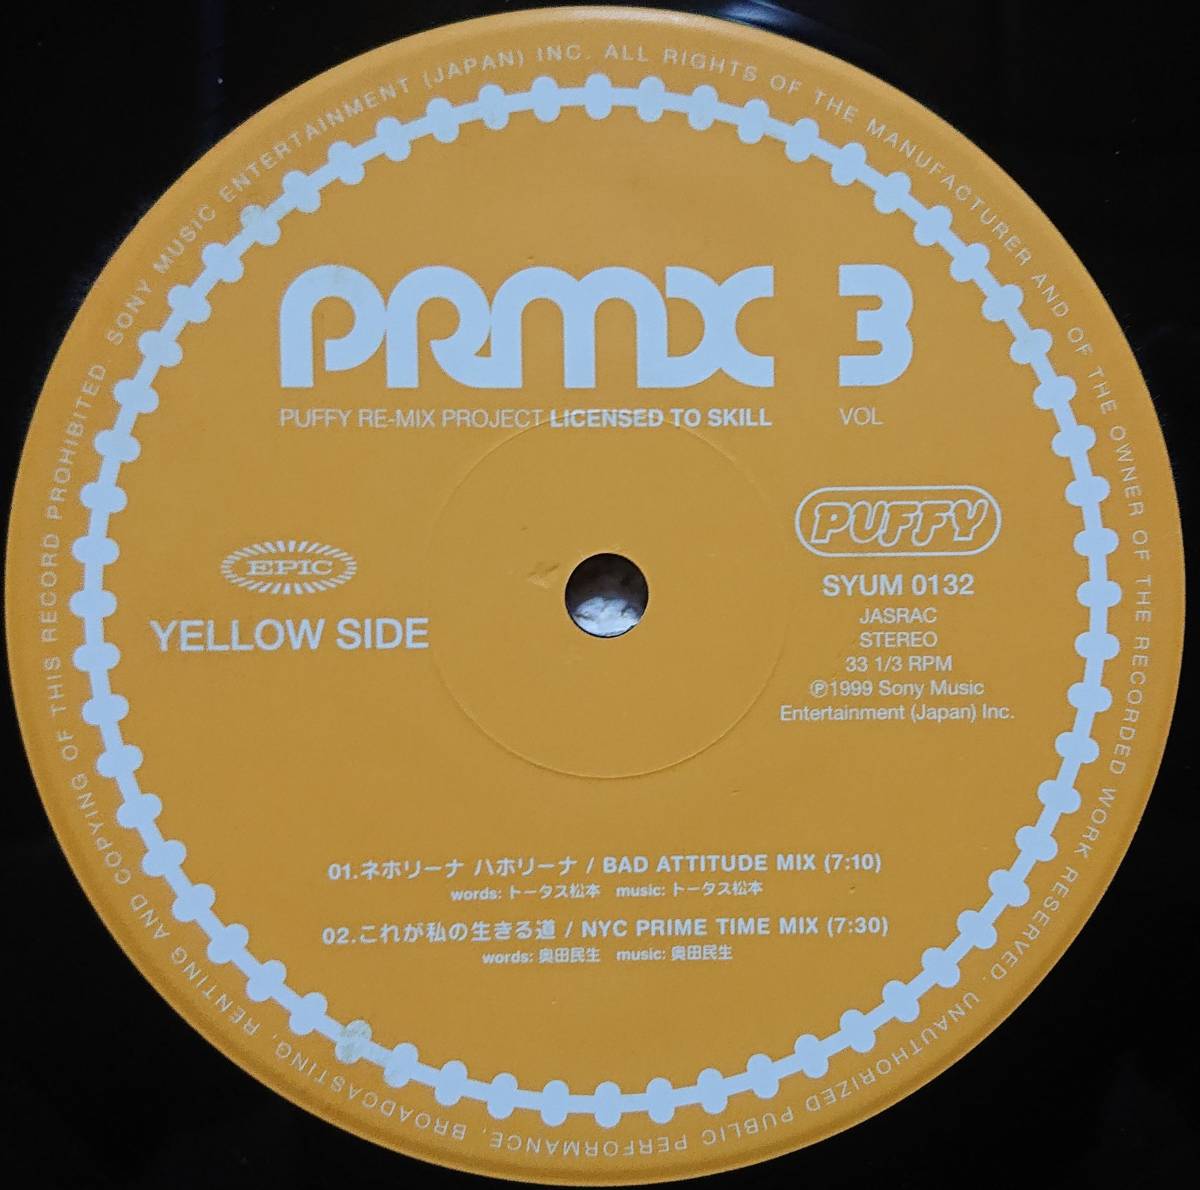 SONY MUSIC ENTERTAINMENT (JAPAN) INC. ALL RIGHTS OF THE MANUFACTURER AND OF THE OWNER OF THE RECORDED WORK RESERVED. UNAUTHORIZED PUBLIC PERFORMANCE, BROADCASTING, RENTING AND COPYING OF THIS RECORD PROHIBITED.
PRMX 3
PUFFY RE-MIX PROJECT LICENSED TO SKILL VOL
PUFFY
EPIC
YELLOW SIDE
SYUM 0132
JASRAC
STEREO
33 1/3 RPM
℗1999 Sony Music
Entertainment (Japan) Inc.
01.ネホリーナ ハホリーナ / BAD ATTITUDE MIX (7:10)
words: トータス松本 music: トータス松本
02.これが私の生きる道 / NYC PRIME TIME MIX (7:30)
words: 奥田民生 music: 奥田民生